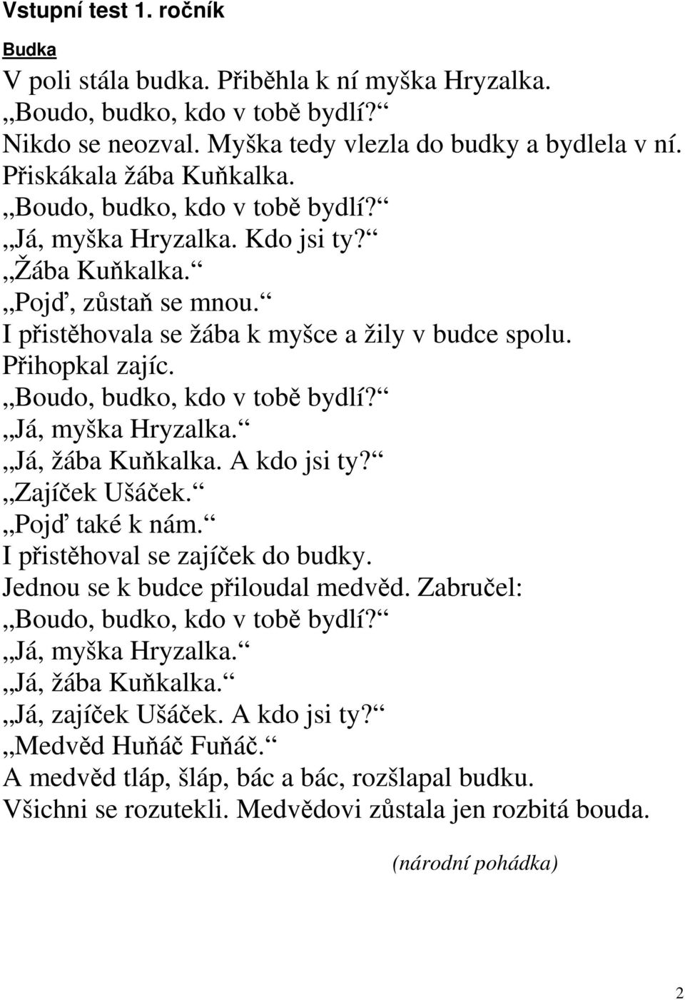 Vstupní test 1. ročník
Budka
V poli stála budka. Přiběhla k ní myška Hryzalka.
„Boudo, budko, kdo v tobě bydlí?“
Nikdo se neozval. Myška tedy vlezla do budky a bydlela v ní.
Přiskákala žába Kuňkalka.
„Boudo, budko, kdo v tobě bydlí?“
„Já, myška Hryzalka. Kdo jsi ty?“
„Žába Kuňkalka.“
„Pojď, zůstaň se mnou.“
I přistěhovala se žába k myšce a žily v budce spolu.
Přihopkal zajíc.
„Boudo, budko, kdo v tobě bydlí?“
„Já, myška Hryzalka.“
„Já, žába Kuňkalka. A kdo jsi ty?“
„Zajíček Ušáček.“
„Pojď také k nám.“
I přistěhoval se zajíček do budky.
Jednou se k budce přiloudal medvěd. Zabručel:
„Boudo, budko, kdo v tobě bydlí?“
„Já, myška Hryzalka.“
„Já, žába Kuňkalka.“
„Já, zajíček Ušáček. A kdo jsi ty?“
„Medvěd Huňáč Fuňáč.“
A medvěd tláp, šláp, bác a bác, rozšlapal budku.
Všichni se rozutekli. Medvědovi zůstala jen rozbitá bouda.
(národní pohádka)
2